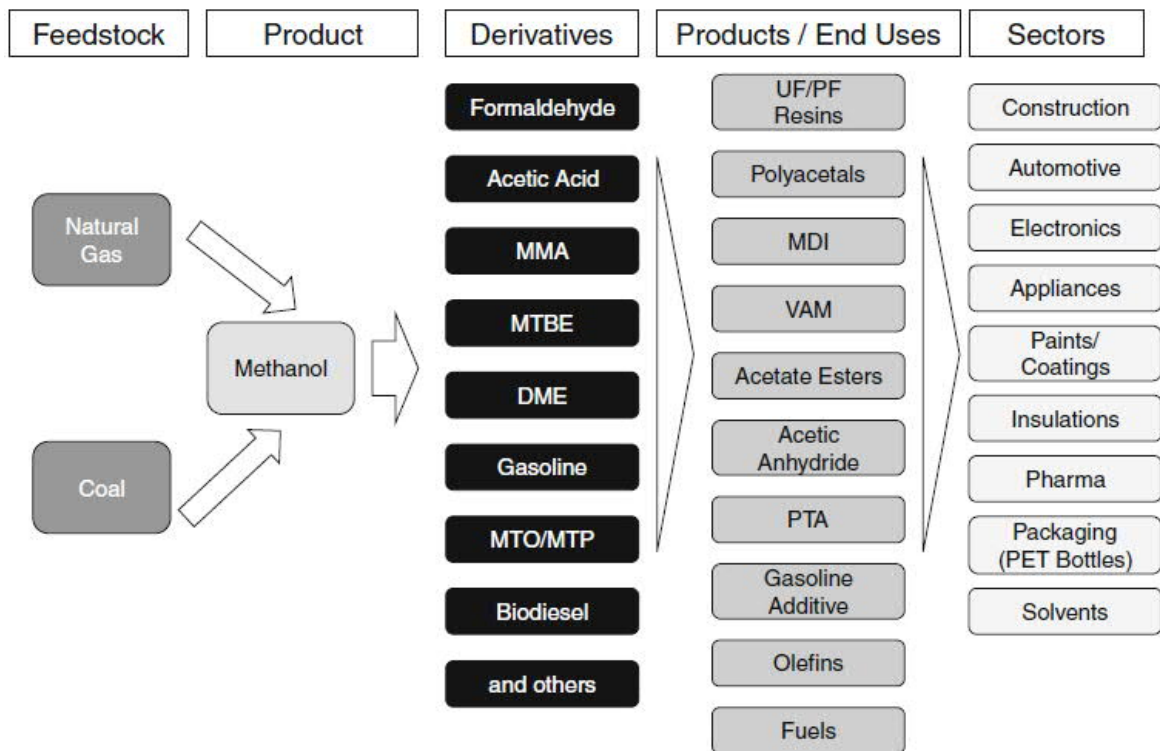 Feedstock
Product
Derivatives
Products / End Uses
Sectors
Natural
Gas
Coal
Methanol
Formaldehyde
Acetic Acid
MMA
MTBE
DME
Gasoline
MTO/MTP
Biodiesel
and others
UF/PF
Resins
Polyacetals
MDI
VAM
Acetate Esters
Acetic
Anhydride
PTA
Gasoline
Additive
Olefins
Fuels
Construction
Automotive
Electronics
Appliances
Paints/
Coatings
Insulations
Pharma
Packaging
(PET Bottles)
Solvents